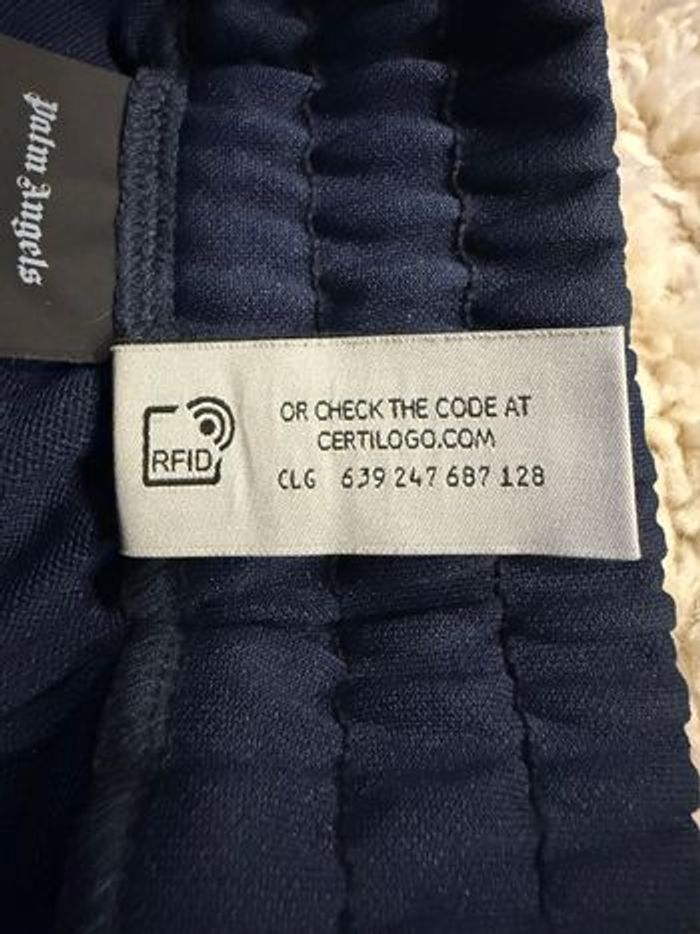 Palm Angels
OR CHECK THE CODE AT
CERTILOGO.COM
RFID
CLG 639 247 687 128